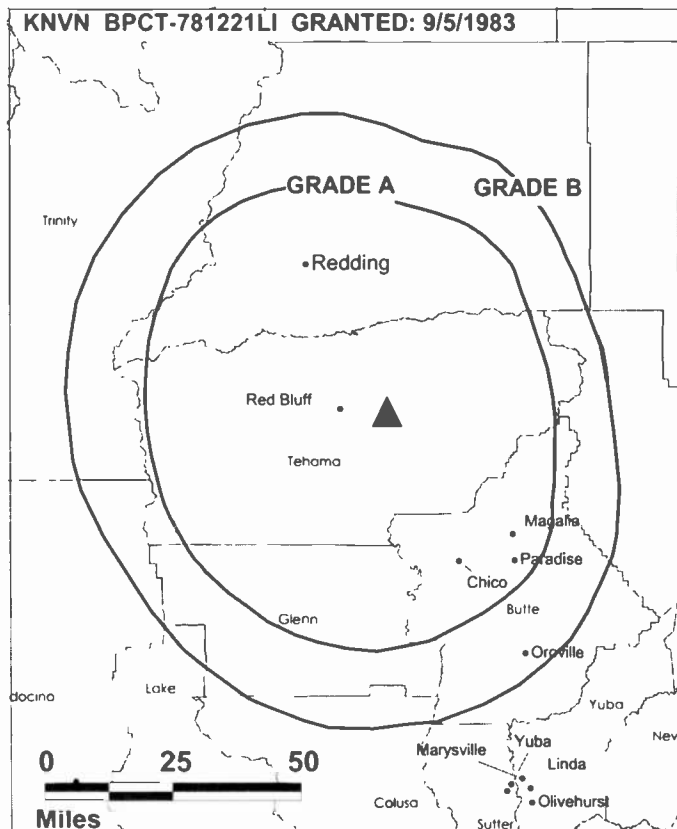 KNVN BPCT-781221LI GRANTED: 9/5/1983
GRADE A
GRADE B
Trinity
Redding
Red Bluff
Tehama
Magalia
Paradise
Chico
Butte
Glenn
Oroville
Lake
docino
Yuba
Nev
Marysville
Yuba
Linda
Olivehurst
Colusa
Sutter
0 25 50
Miles